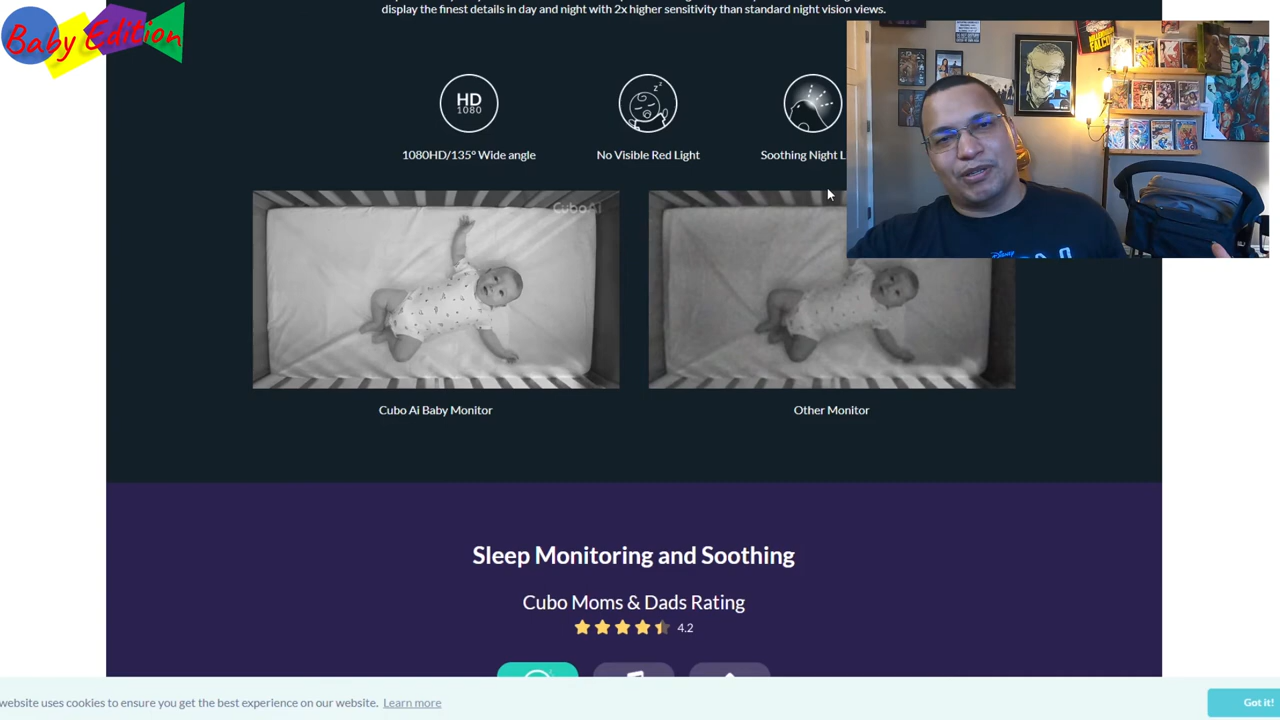 Baby Edition
display the finest details in day and night with 2x higher sensitivity than standard night vision views.
HD
1080
1080HD/135° Wide angle
No Visible Red Light
Soothing Night
CuboAi
Cubo Ai Baby Monitor
Other Monitor
Sleep Monitoring and Soothing
Cubo Moms & Dads Rating
4.2
website uses cookies to ensure you get the best experience on our website. Learn more
Got it!